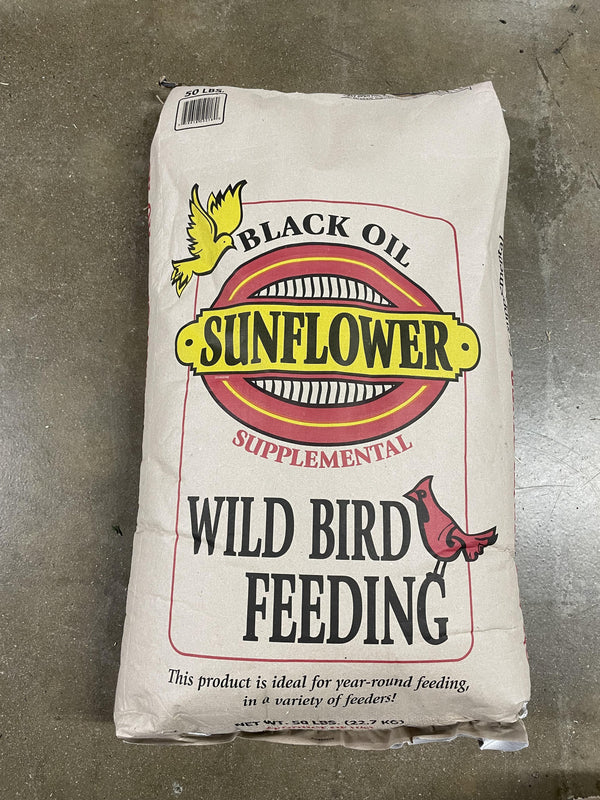 50 LBS.
BLACK OIL
SUNFLOWER
SUPPLEMENTAL
WILD BIRD
FEEDING
This product is ideal for year-round feeding,
in a variety of feeders!
NET WT. 50 LBS. (22.7 KG)